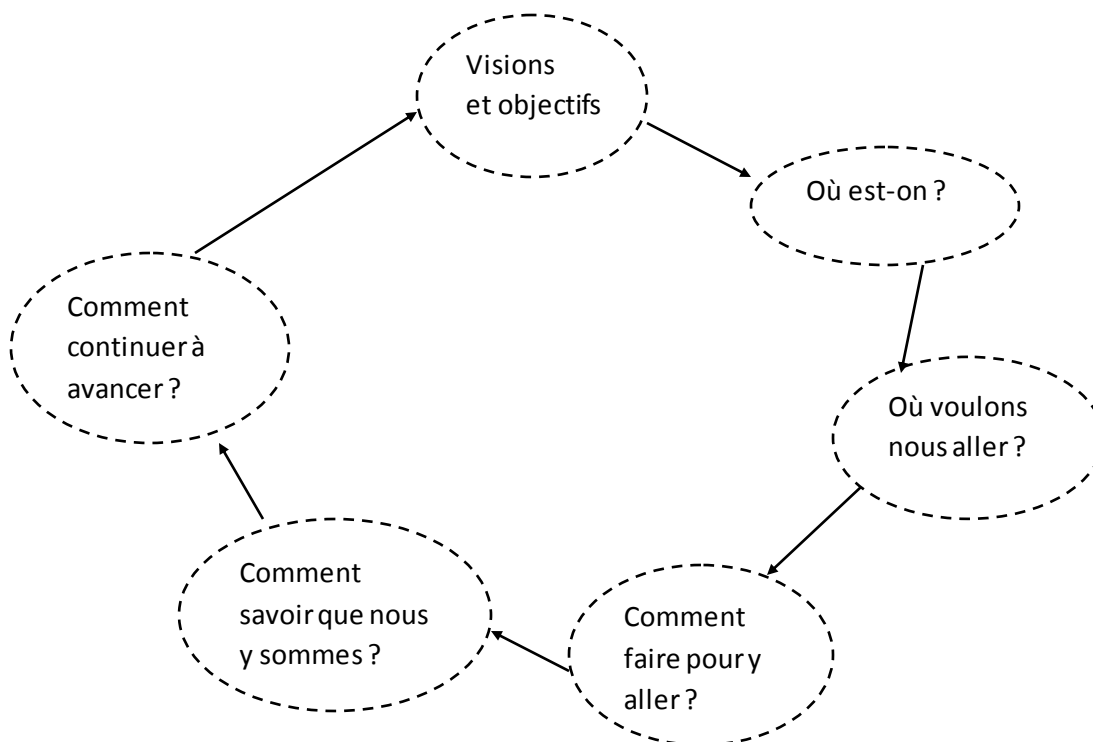 Visions
et objectifs
Où est-on ?
Où voulons
nous aller ?
Comment
faire pour y
aller ?
Comment
savoir que nous
y sommes ?
Comment
continuer à
avancer ?